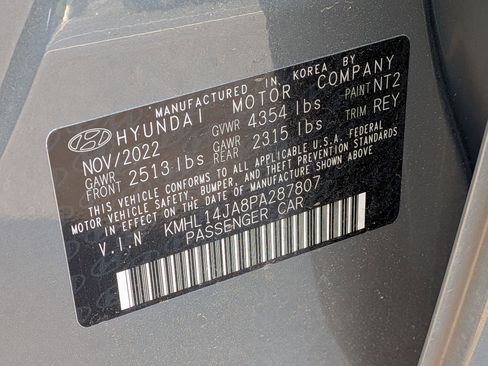 MANUFACTURED IN KOREA BY
HYUNDAI MOTOR COMPANY
NOV/2022 GVWR 4354 lbs PAINT NT2
GAWR FRONT 2513 lbs GAWR REAR 2315 lbs TRIM REY
THIS VEHICLE CONFORMS TO ALL APPLICABLE U.S.A. FEDERAL
MOTOR VEHICLE SAFETY, BUMPER, AND THEFT PREVENTION STANDARDS
IN EFFECT ON THE DATE OF MANUFACTURE SHOWN ABOVE.
V.I.N KMHL14JA8PA287807
PASSENGER CAR